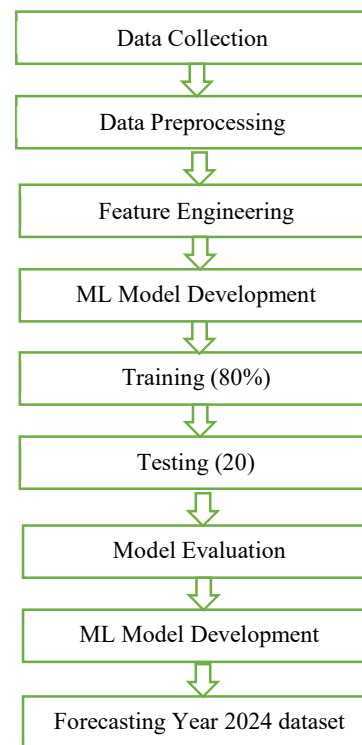 Data Collection
Data Preprocessing
Feature Engineering
ML Model Development
Training (80%)
Testing (20)
Model Evaluation
ML Model Development
Forecasting Year 2024 dataset